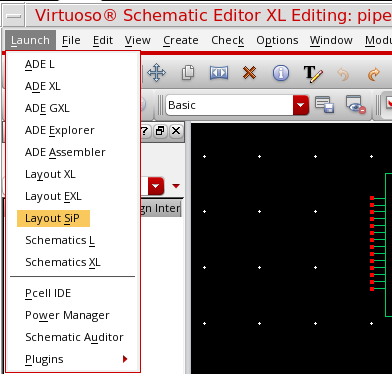 Virtuoso® Schematic Editor XL Editing: pipe
Launch File Edit View Create Check Options Window M
ADE L
ADE XL
ADE GXL
ADE Explorer
ADE Assembler
Layout XL
Layout EXL
Layout SiP
Schematics L
Schematics XL
Pcell IDE
Power Manager
Schematic Auditor
Plugins
Basic
gn Inter